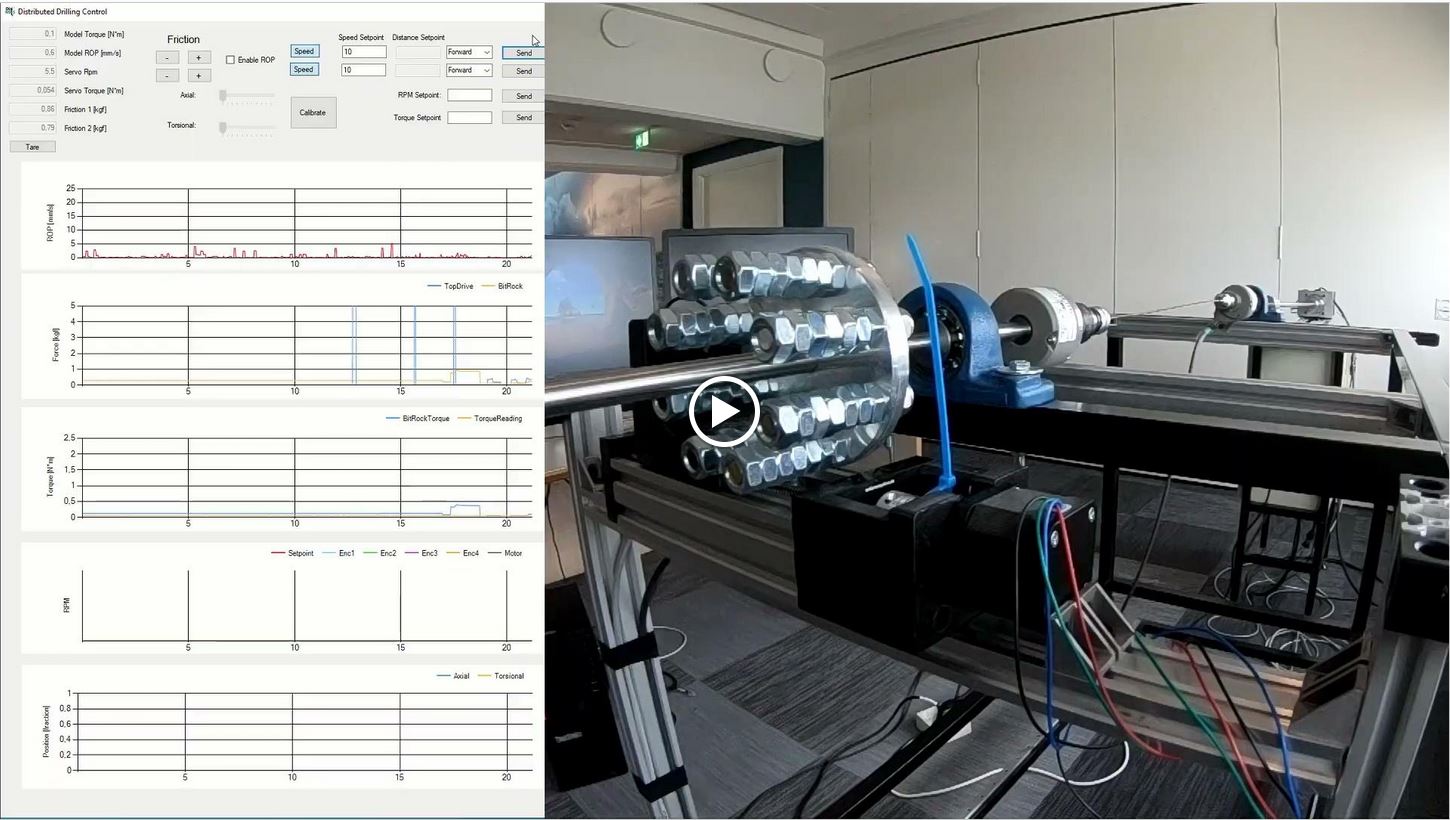 Distributed Drilling Control
0,1 Model Torque [N*m]
0,6 Model ROP [mm/s]
5,5 Servo Rpm
0,054 Servo Torque [N*m]
0,86 Friction 1 [kgf]
0,79 Friction 2 [kgf]
Tare
Friction
- +
- +
Enable ROP
Axial:
Torsional:
Speed
Speed
Calibrate
Speed Setpoint Distance Setpoint
10 Forward Send
10 Forward Send
RPM Setpoint: Send
Torque Setpoint Send
ROP [mm/s]
25
20
15
10
5
0
5 10 15 20
TopDrive BitRock
Force [kgf]
5
4
3
2
1
0
5 10 15 20
BitRockTorque TorqueReading
Torque [N*m]
2.5
2
1.5
1
0.5
0
5 10 15 20
Setpoint Enc1 Enc2 Enc3 Enc4 Motor
RPM
5 10 15 20
Axial Torsional
Position [fraction]
1
0.8
0.6
0.4
0.2
0
5 10 15 20